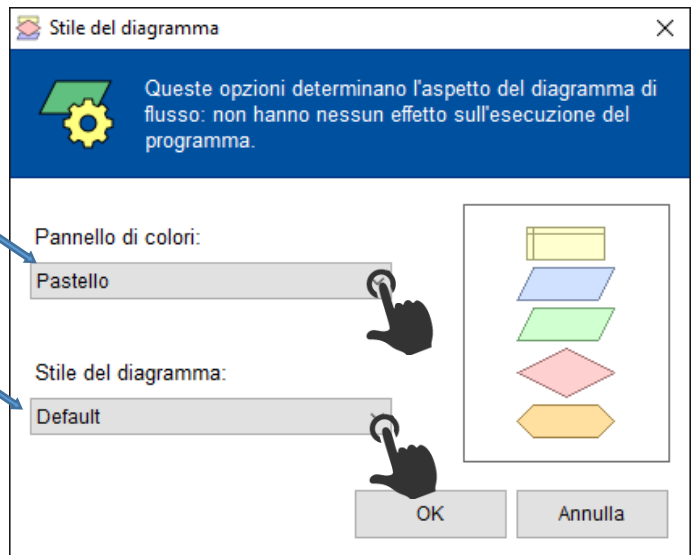 Stile del diagramma
Queste opzioni determinano l'aspetto del diagramma di
flusso: non hanno nessun effetto sull'esecuzione del
programma.
Pannello di colori:
Pastello
Stile del diagramma:
Default
OK
Annulla